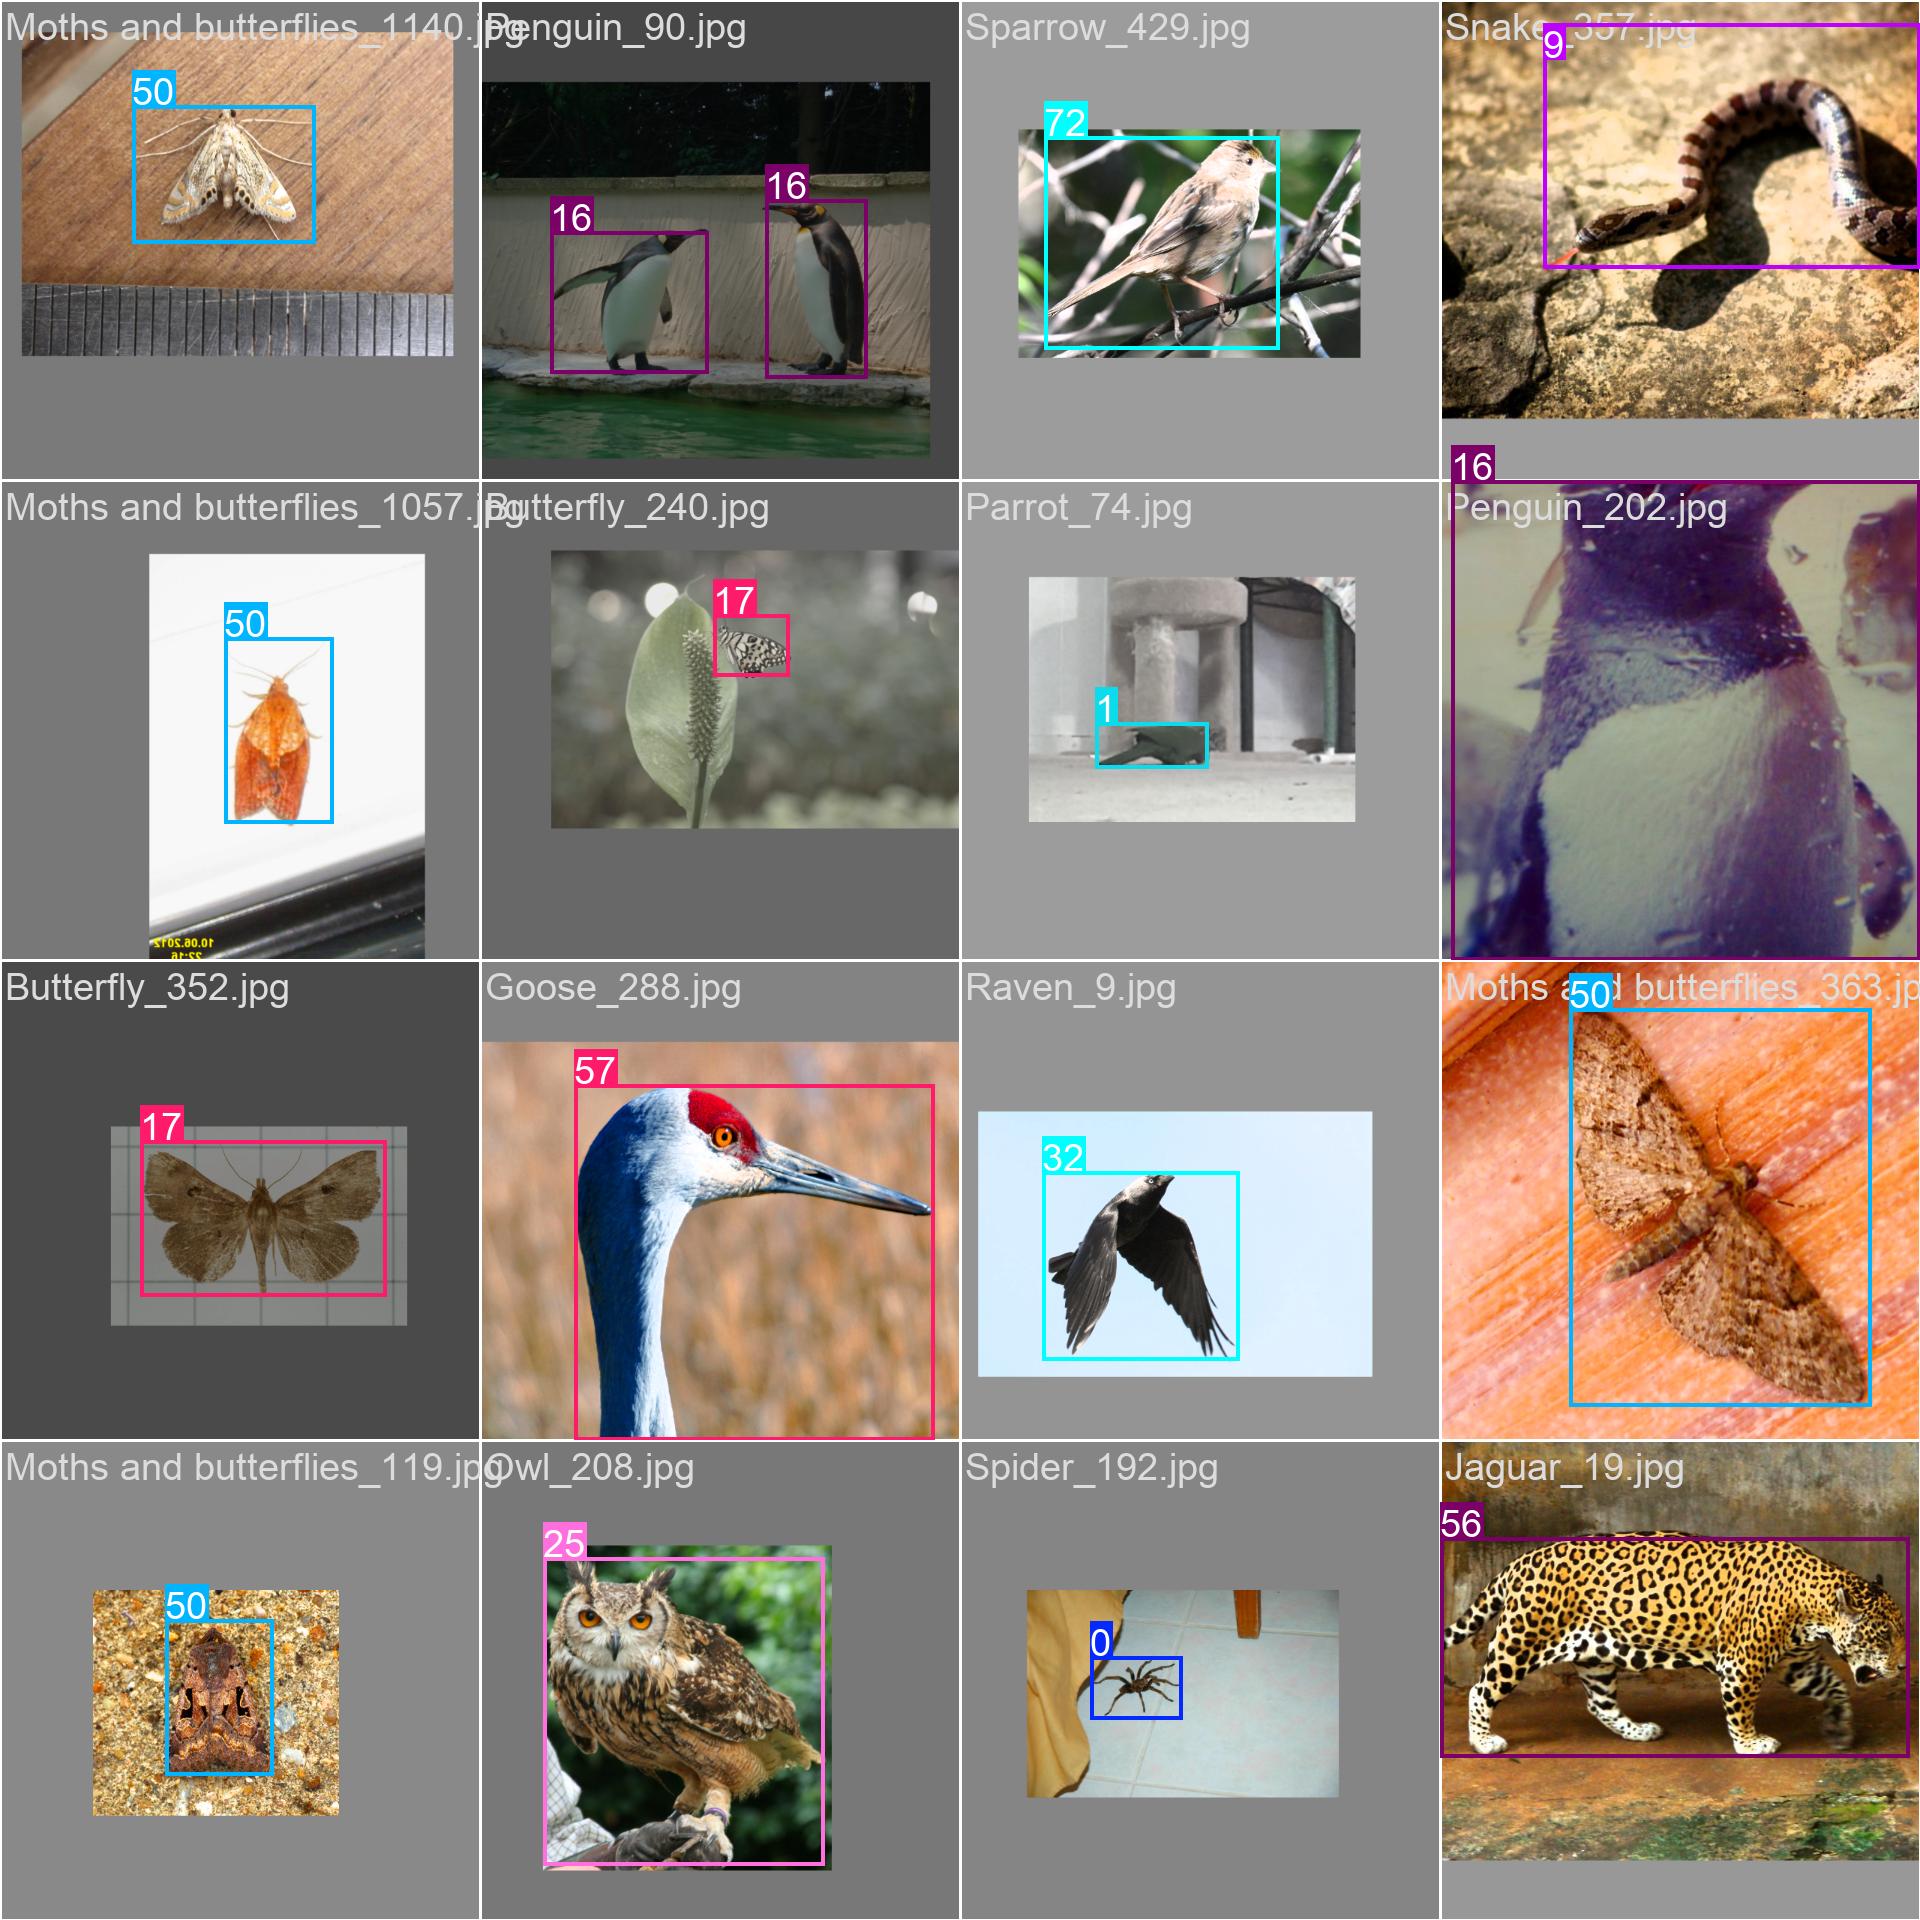 Moths and butterflies_1140.jpg
Penguin_90.jpg
Sparrow_429.jpg
Snake_357.jpg
50
16
16
72
9
Moths and butterflies_1057.jpg
Butterfly_240.jpg
Parrot_74.jpg
16
Penguin_202.jpg
50
17
1
10.06.2012
22:16
Butterfly_352.jpg
Goose_288.jpg
Raven_9.jpg
Moths and butterflies_363.jp
17
57
32
50
Moths and butterflies_119.jpg
Owl_208.jpg
Spider_192.jpg
Jaguar_19.jpg
50
25
0
56